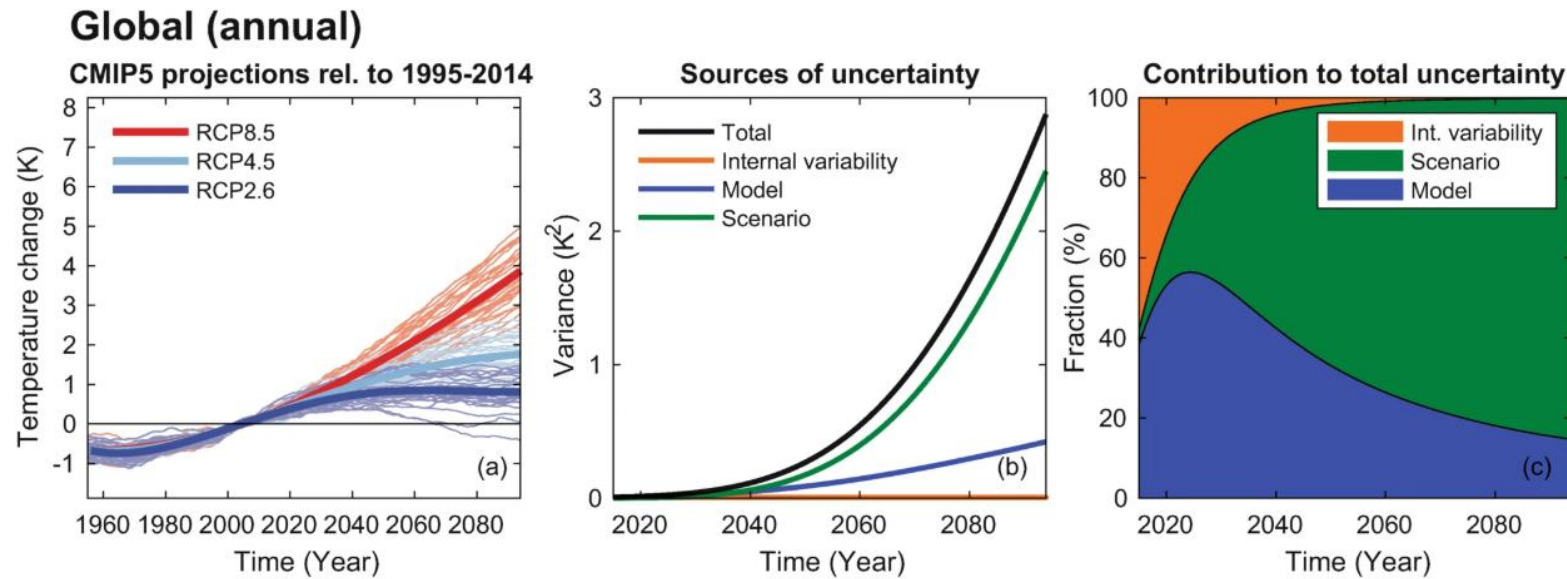 Global (annual)
CMIP5 projections rel. to 1995-2014
8
7
6
5
4
3
2
1
0
-1
Temperature change (K)
RCP8.5
RCP4.5
RCP2.6
(a)
1960 1980 2000 2020 2040 2060 2080
Time (Year)
Sources of uncertainty
3
2
1
0
Variance (K²)
Total
Internal variability
Model
Scenario
(b)
2020 2040 2060 2080
Time (Year)
Contribution to total uncertainty
100
80
60
40
20
0
Fraction (%)
Int. variability
Scenario
Model
(c)
2020 2040 2060 2080
Time (Year)